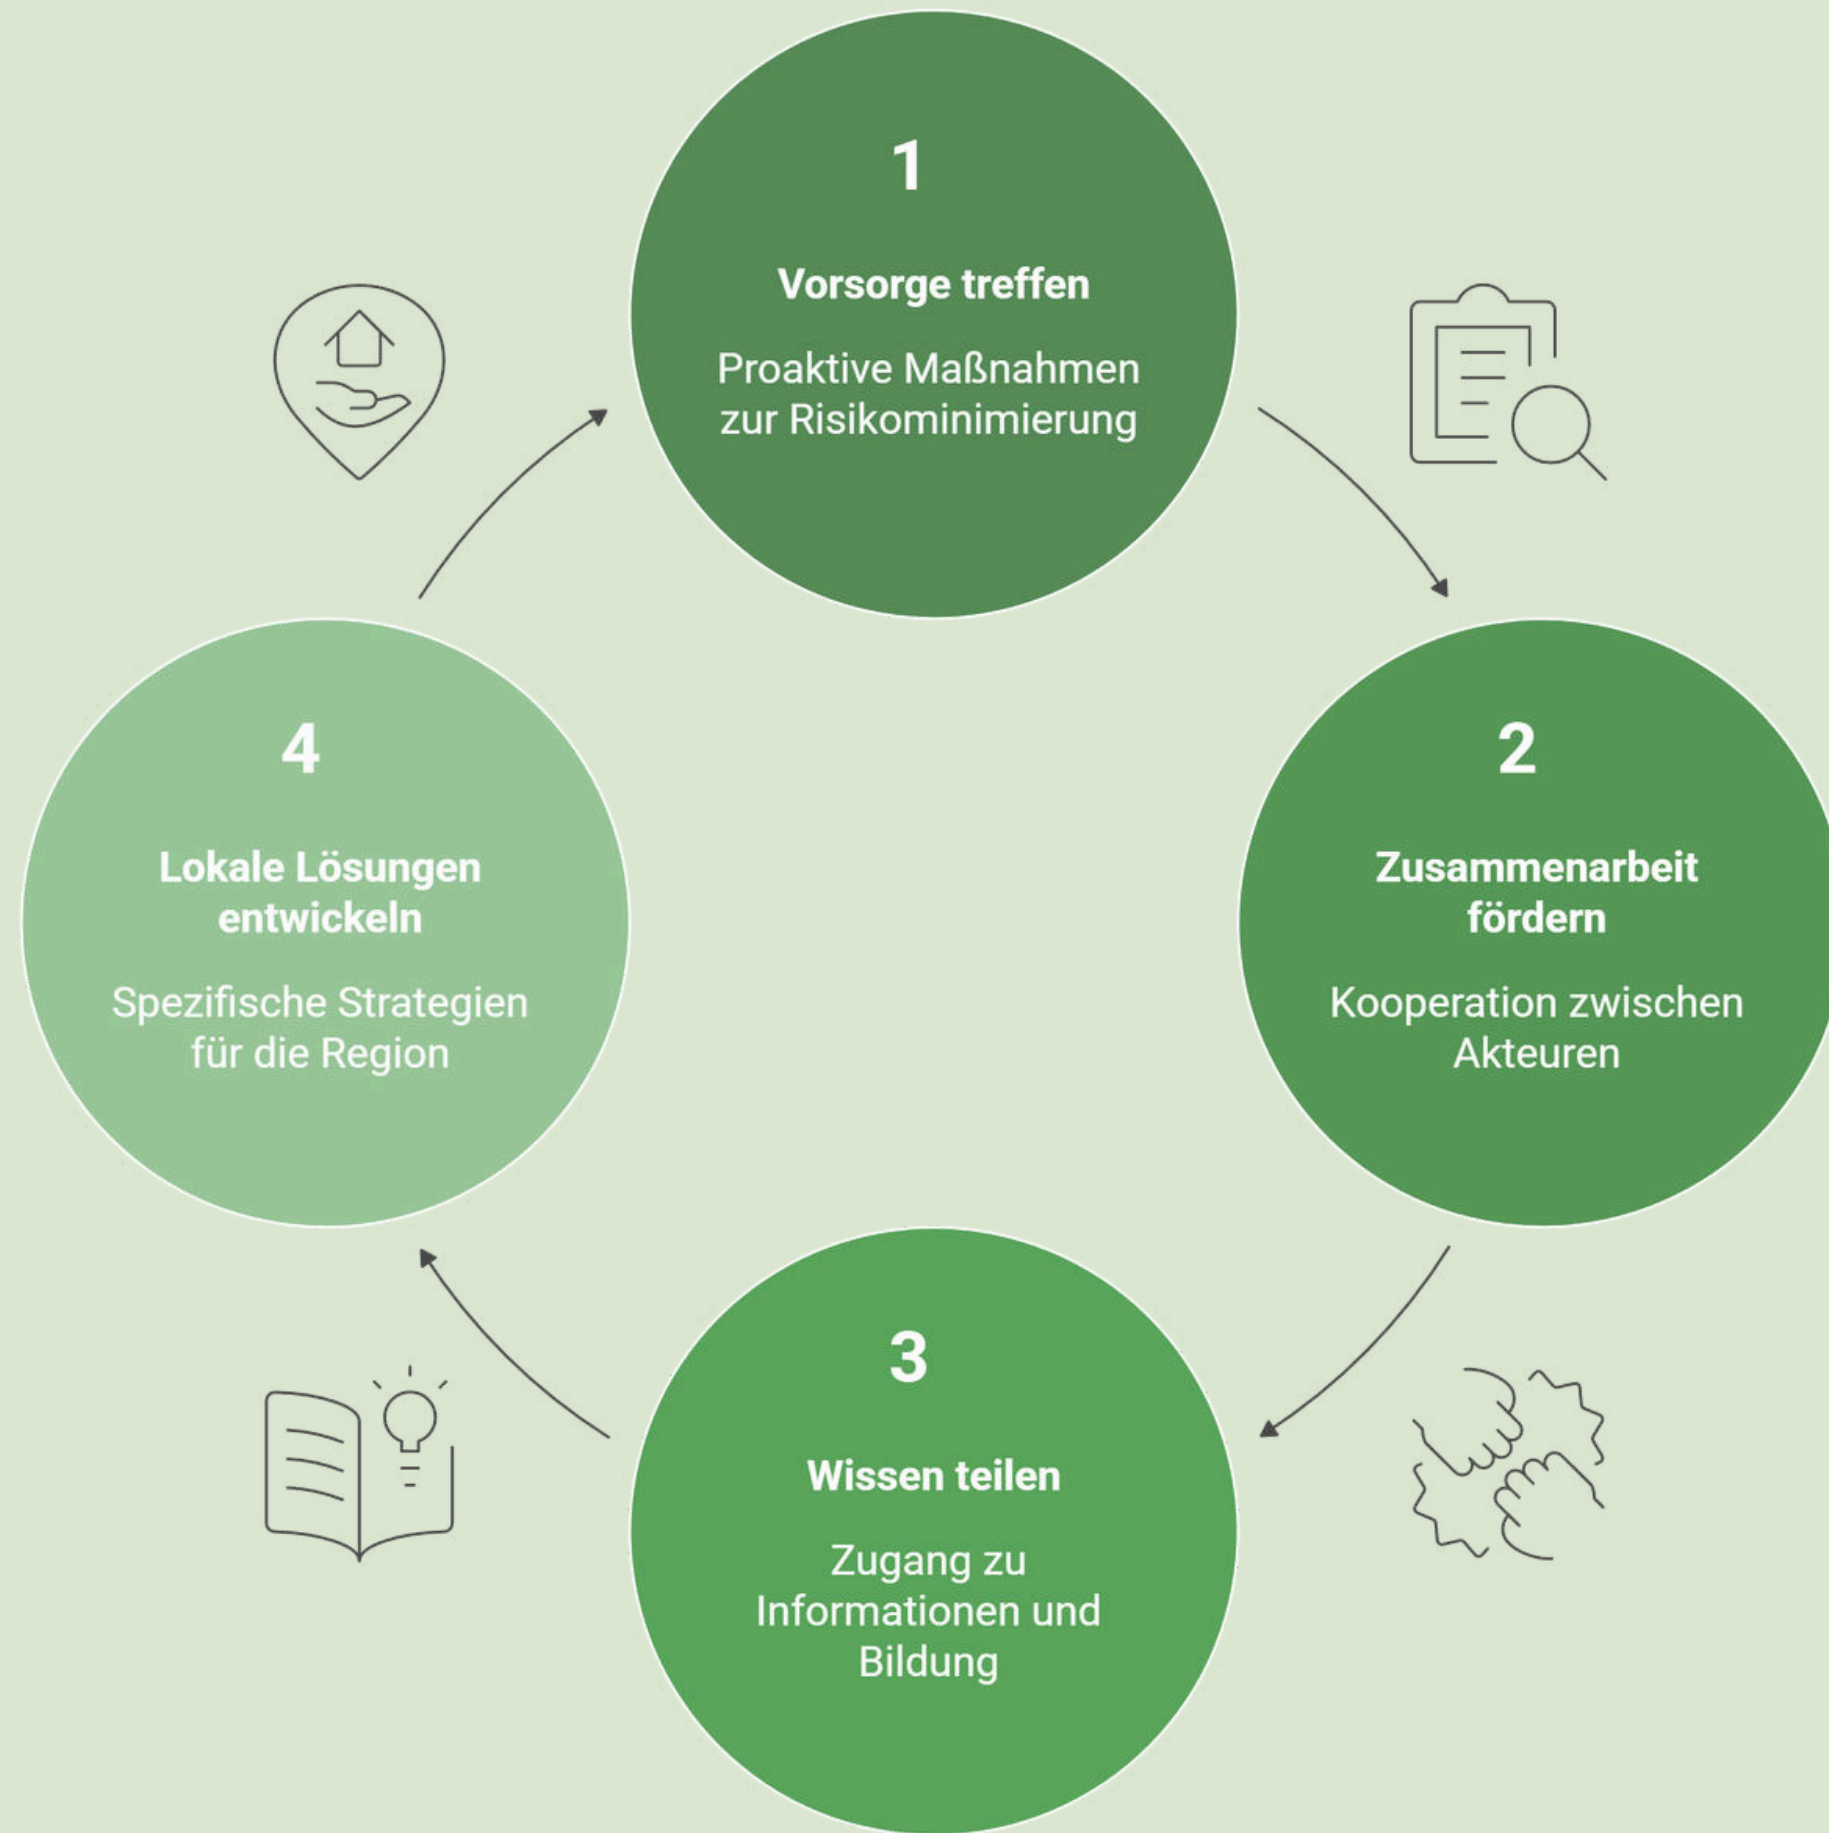 1
Vorsorge treffen
Proaktive Maßnahmen
zur Risikominimierung
2
Zusammenarbeit
fördern
Kooperation zwischen
Akteuren
3
Wissen teilen
Zugang zu
Informationen und
Bildung
4
Lokale Lösungen
entwickeln
Spezifische Strategien
für die Region